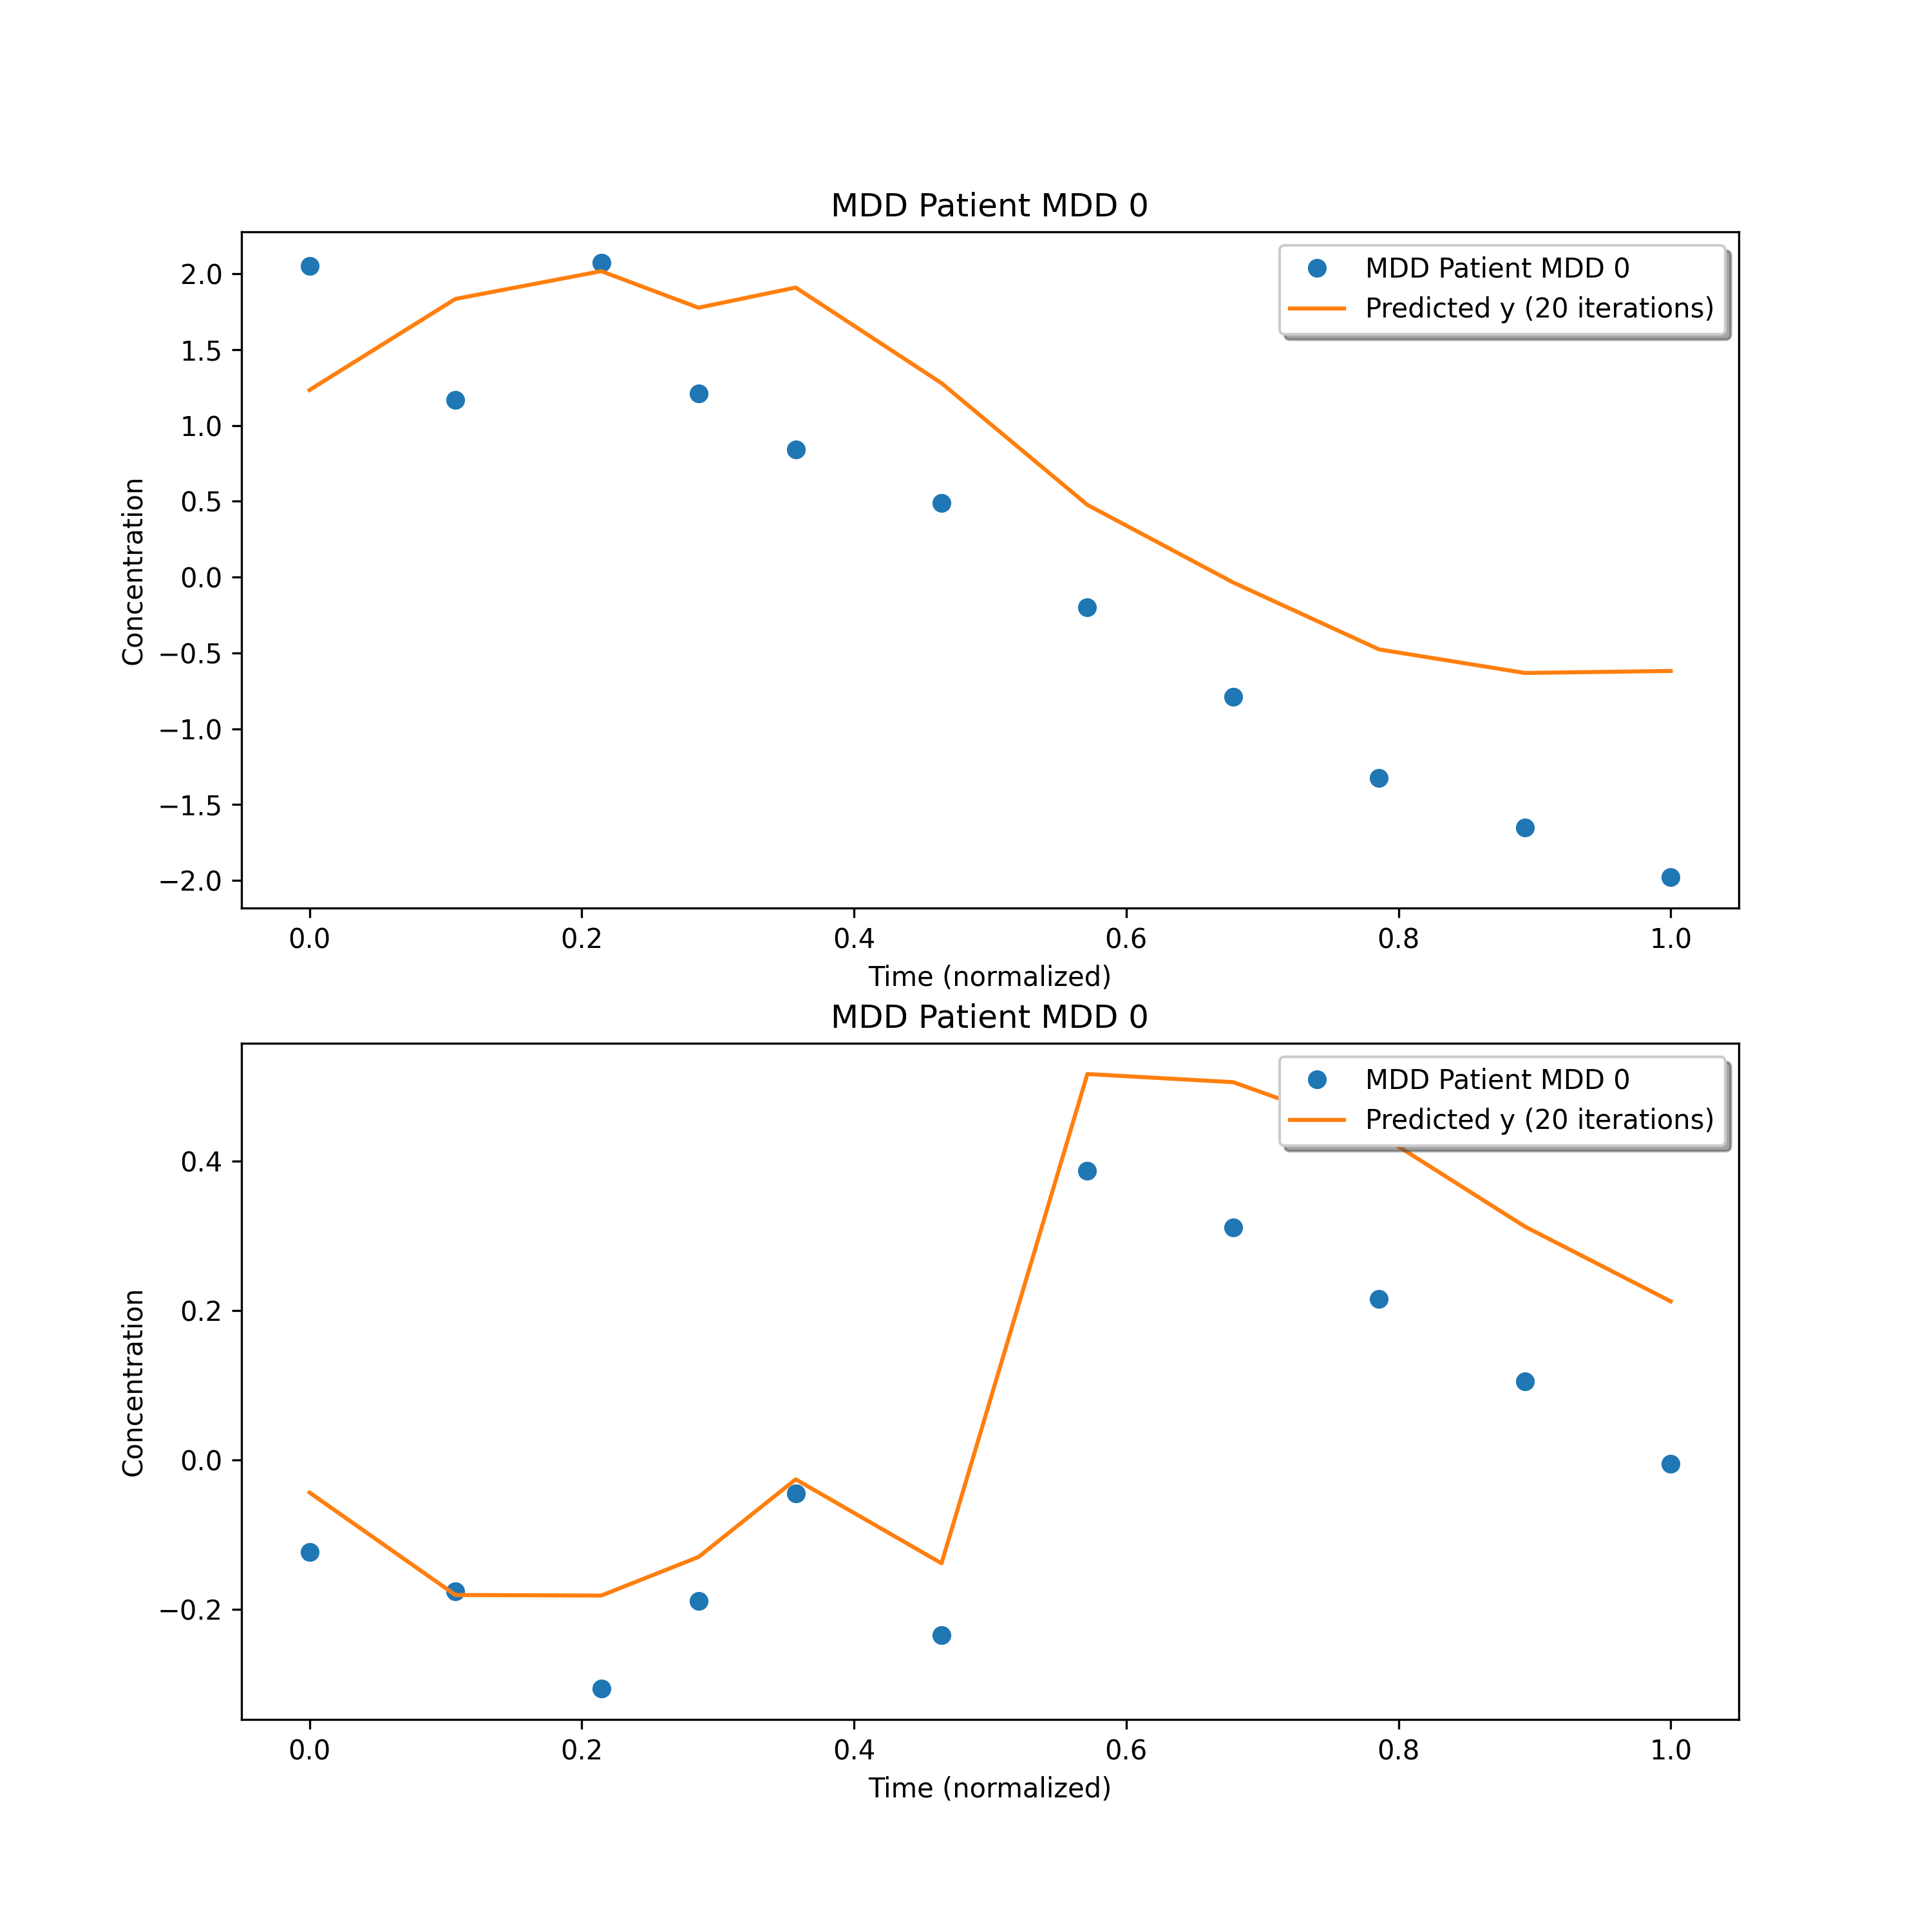 MDD Patient MDD 0
MDD Patient MDD 0
Predicted y (20 iterations)
2.0
1.5
1.0
0.5
0.0
−0.5
−1.0
−1.5
−2.0
Concentration
0.0 0.2 0.4 0.6 0.8 1.0
Time (normalized)
MDD Patient MDD 0
MDD Patient MDD 0
Predicted y (20 iterations)
0.4
0.2
0.0
−0.2
Concentration
0.0 0.2 0.4 0.6 0.8 1.0
Time (normalized)